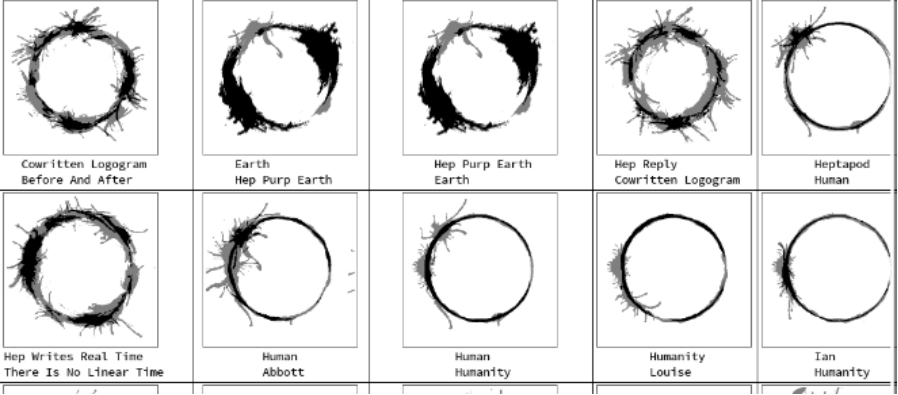 Cowritten Logogram
Before And After
Earth
Hep Purp Earth
Hep Purp Earth
Earth
Hep Reply
Cowritten Logogram
Heptapod
Human
Hep Writes Real Time
There Is No Linear Time
Human
Abbott
Human
Humanity
Humanity
Louise
Ian
Humanity